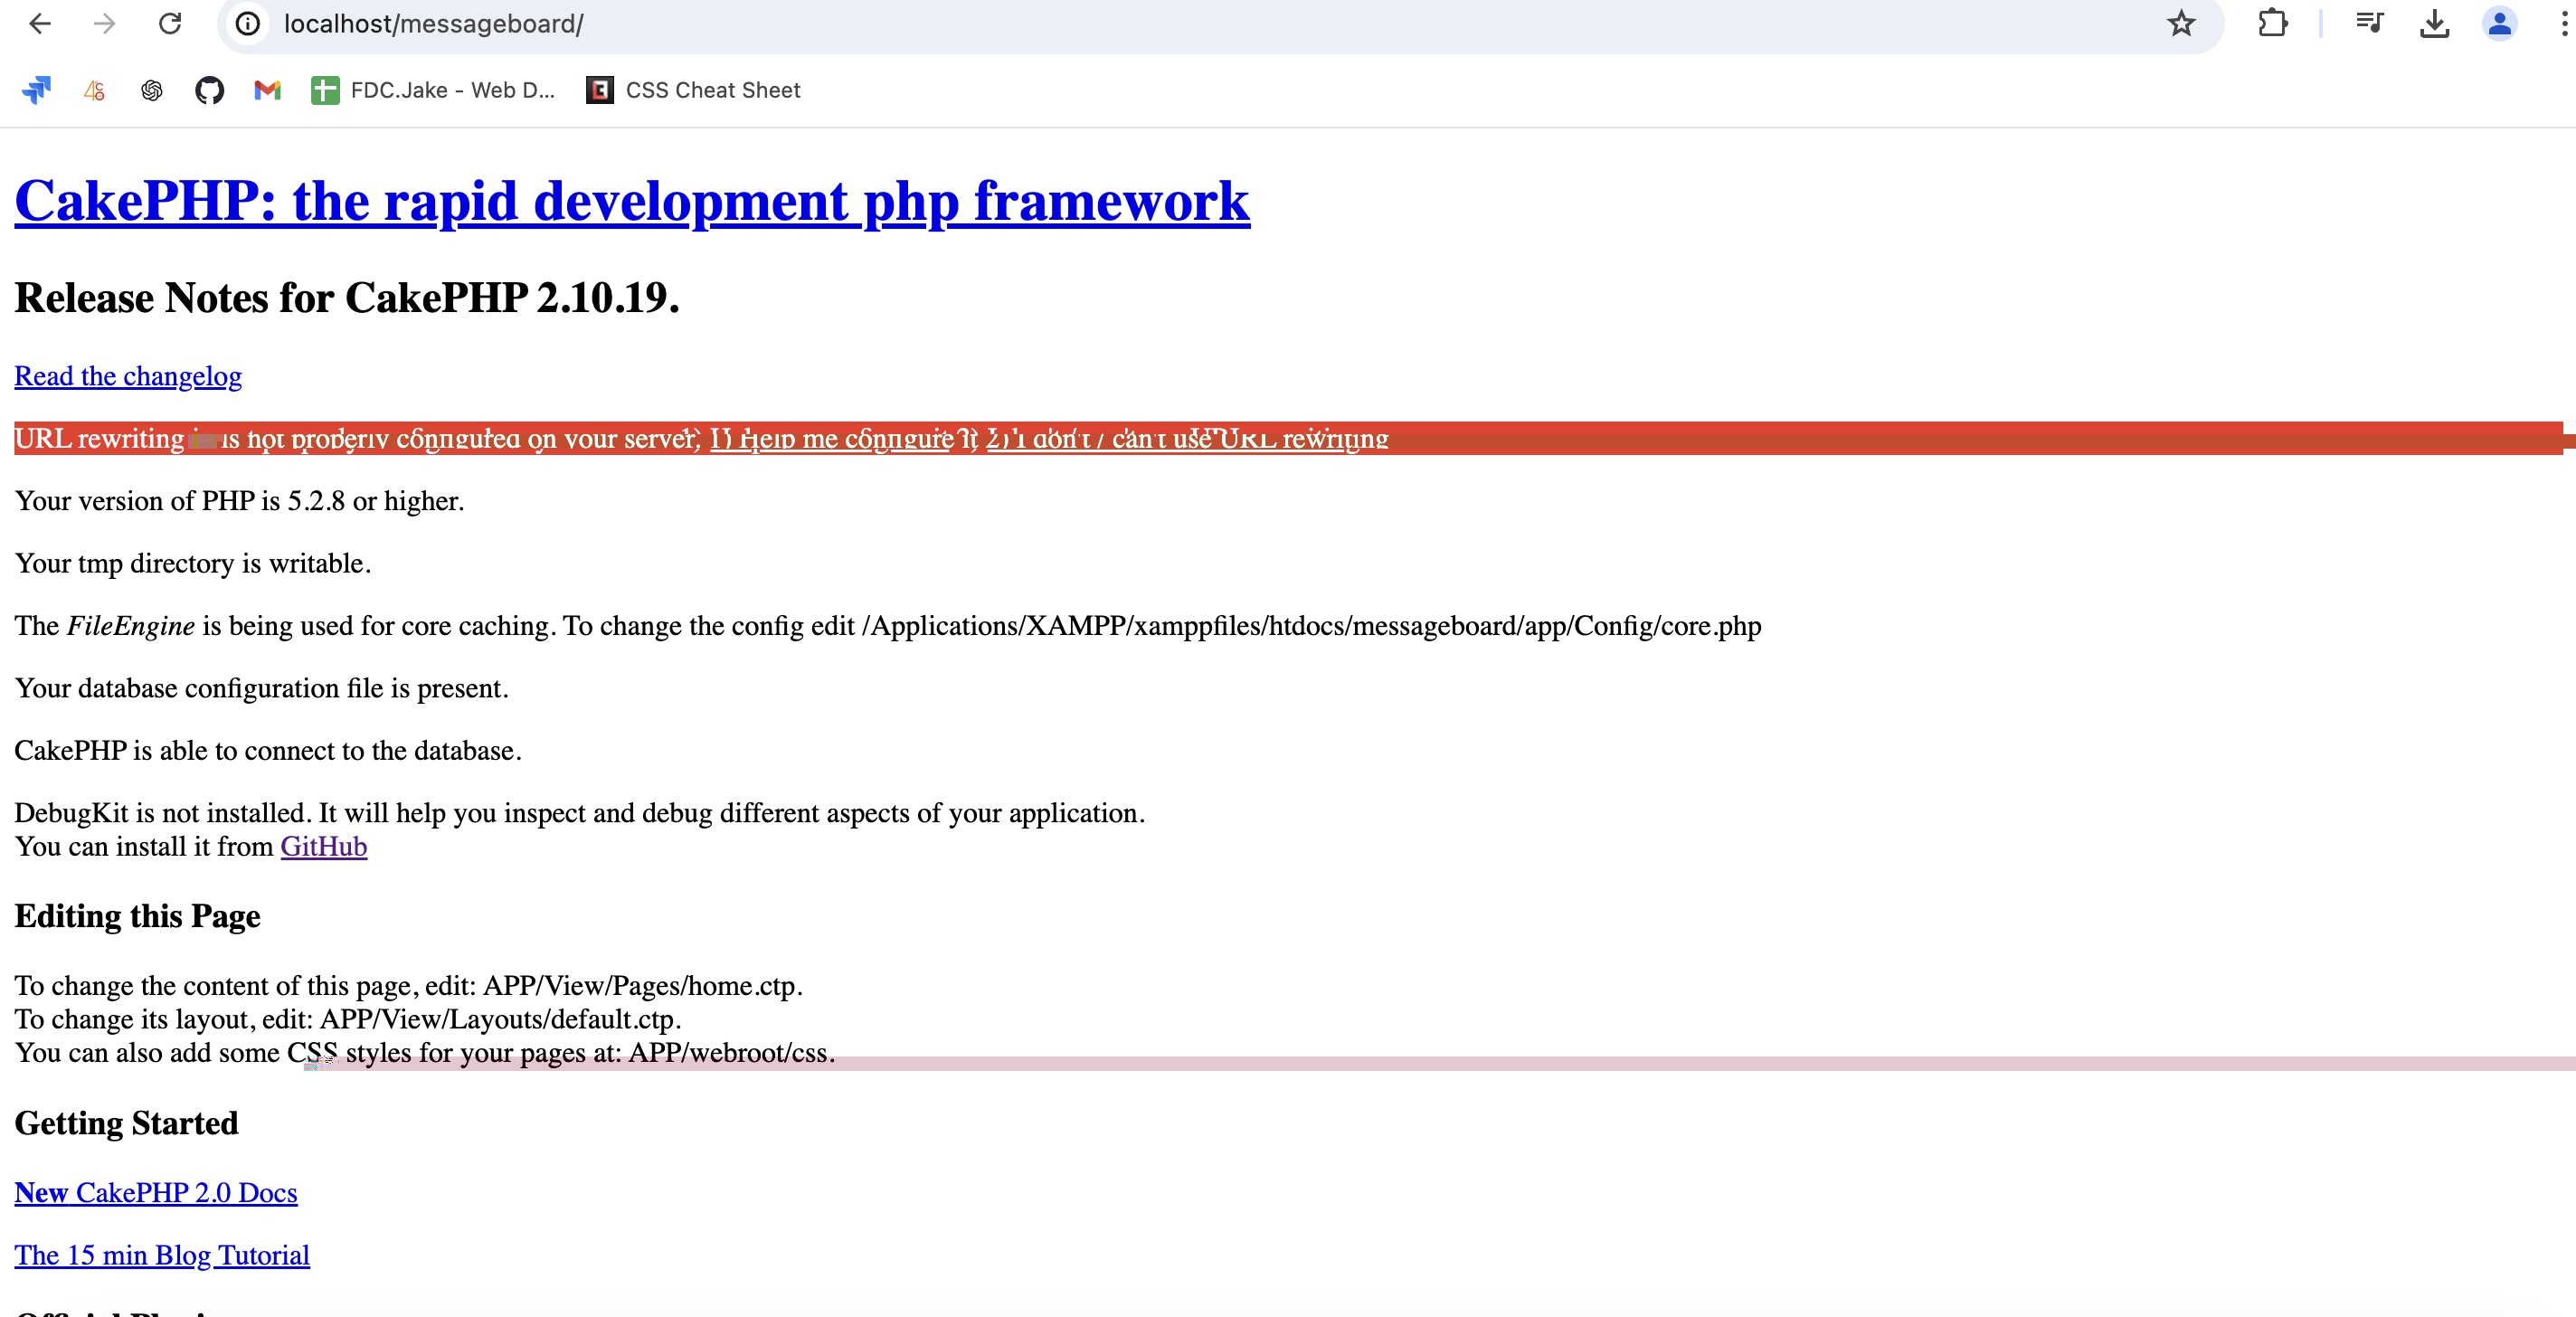 localhost/messageboard/
FDC.Jake - Web D...
CSS Cheat Sheet
CakePHP: the rapid development php framework
Release Notes for CakePHP 2.10.19.
Read the changelog
URL rewriting is not properly configured on your server. 1) Help me configure it 2) I don't / can't use URL rewriting
Your version of PHP is 5.2.8 or higher.
Your tmp directory is writable.
The FileEngine is being used for core caching. To change the config edit /Applications/XAMPP/xamppfiles/htdocs/messageboard/app/Config/core.php
Your database configuration file is present.
CakePHP is able to connect to the database.
DebugKit is not installed. It will help you inspect and debug different aspects of your application.
You can install it from GitHub
Editing this Page
To change the content of this page, edit: APP/View/Pages/home.ctp.
To change its layout, edit: APP/View/Layouts/default.ctp.
You can also add some CSS styles for your pages at: APP/webroot/css.
Getting Started
New CakePHP 2.0 Docs
The 15 min Blog Tutorial